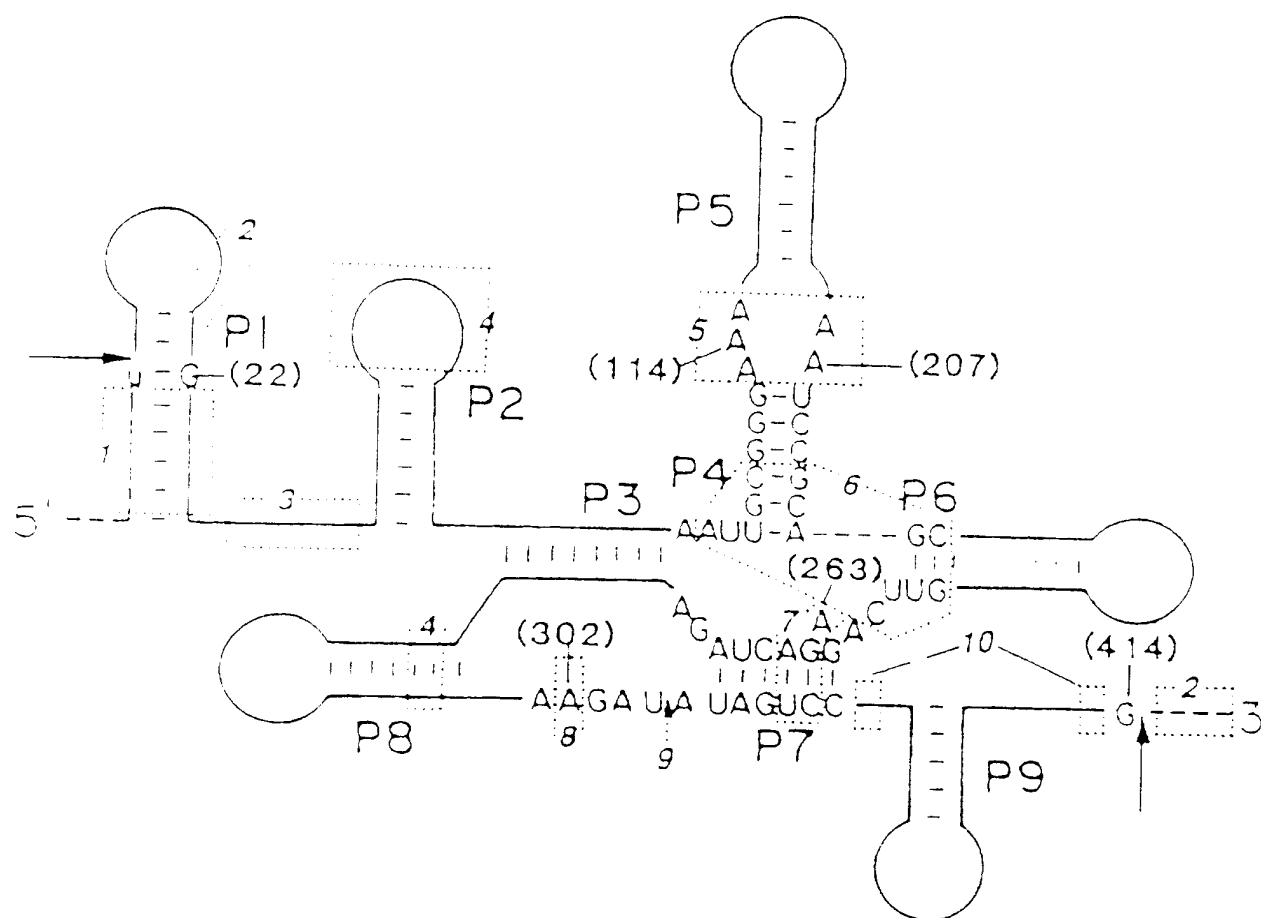 P5
2
P1
4
A
A
5
A
A
(114)
A
A
(207)
U
G
(22)
P2
G-U
G-C
1
G-C
P4
C-G
6
P6
3
G-C
5'
P3
AAUU-A
GC
(263)
UUG
C
A
A
7
A
G
4
(302)
AUCAGG
10
(414)
2
AAGAUAUAGUCC
G
3
P8
8
9
P7
P9